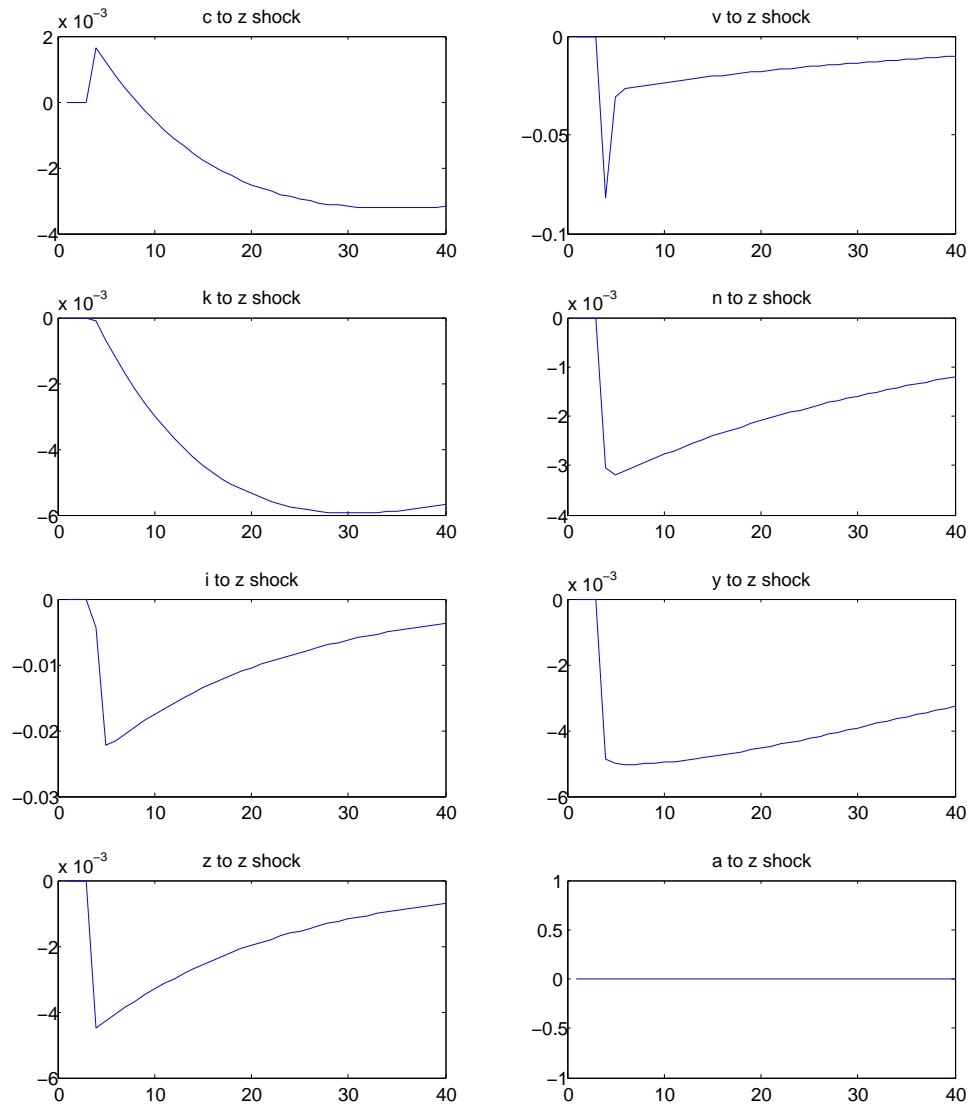 c to z shock
x 10⁻³
2
0
−2
−4
0 10 20 30 40
v to z shock
0
−0.05
−0.1
0 10 20 30 40
k to z shock
x 10⁻³
0
−2
−4
−6
0 10 20 30 40
n to z shock
x 10⁻³
0
−1
−2
−3
−4
0 10 20 30 40
i to z shock
0
−0.01
−0.02
−0.03
0 10 20 30 40
y to z shock
x 10⁻³
0
−2
−4
−6
0 10 20 30 40
z to z shock
x 10⁻³
0
−2
−4
−6
0 10 20 30 40
a to z shock
1
0.5
0
−0.5
−1
0 10 20 30 40